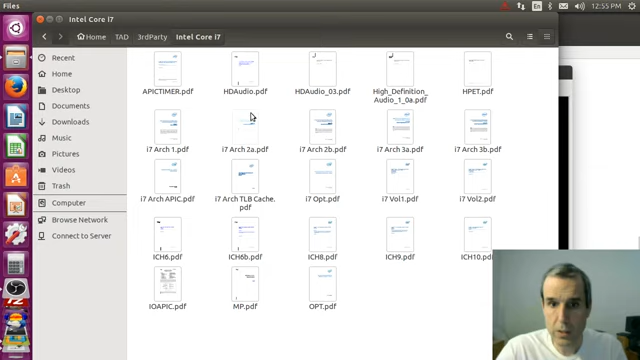 Files
En
12:55 PM
Intel Core i7
Home
TAD
3rdParty
Intel Core i7
Recent
Home
Desktop
Documents
Downloads
Music
Pictures
Videos
Trash
Computer
Browse Network
Connect to Server
APICTIMER.pdf
HDAudio.pdf
HDAudio_03.pdf
High_Definition_
Audio_1_0a.pdf
HPET.pdf
i7 Arch 1.pdf
i7 Arch 2a.pdf
i7 Arch 2b.pdf
i7 Arch 3a.pdf
i7 Arch 3b.pdf
i7 Arch APIC.pdf
i7 Arch TLB Cache.
pdf
i7 Opt.pdf
i7 Vol1.pdf
i7 Vol2.pdf
ICH6.pdf
ICH6b.pdf
ICH8.pdf
ICH9.pdf
ICH10.pdf
IOAPIC.pdf
MP.pdf
OPT.pdf